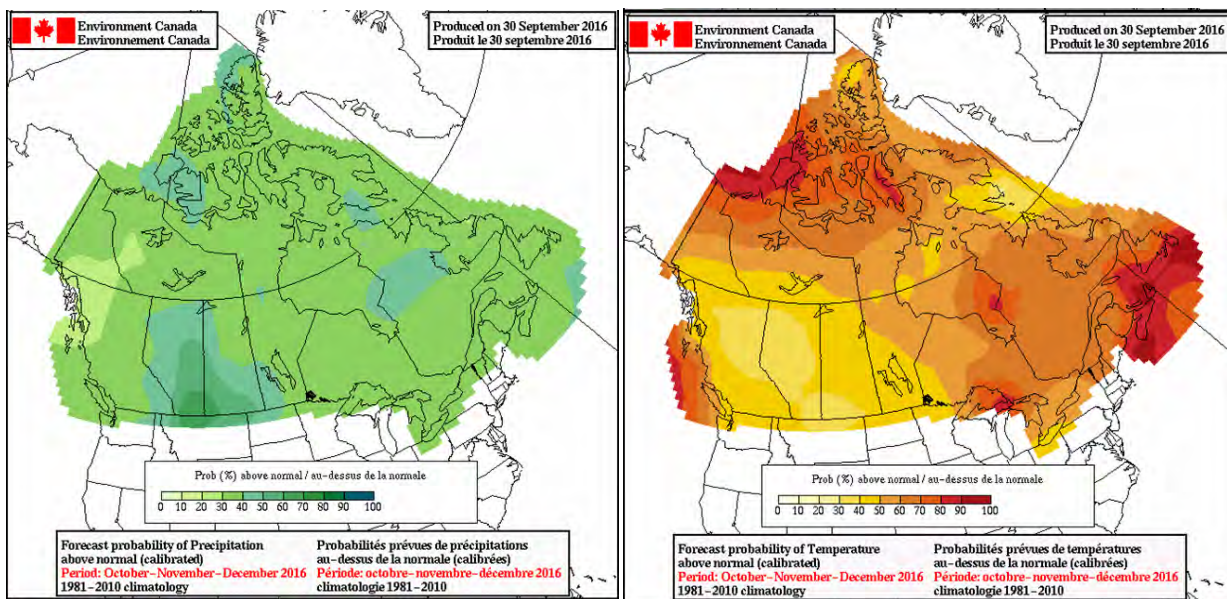 Environment Canada
Environnement Canada
Produced on 30 September 2016
Produit le 30 septembre 2016
Prob (%) above normal / au-dessus de la normale
0 10 20 30 40 50 60 70 80 90 100
Forecast probability of Precipitation
above normal (calibrated)
Period: October-November-December 2016
1981-2010 climatology
Probabilités prévues de précipitations
au-dessus de la normale (calibrées)
Période: octobre-novembre-décembre 2016
climatologie 1981-2010
Environment Canada
Environnement Canada
Produced on 30 September 2016
Produit le 30 septembre 2016
Prob (%) above normal / au-dessus de la normale
0 10 20 30 40 50 60 70 80 90 100
Forecast probability of Temperature
above normal (calibrated)
Period: October-November-December 2016
1981-2010 climatology
Probabilités prévues de températures
au-dessus de la normale (calibrées)
Période: octobre-novembre-décembre 2016
climatologie 1981-2010